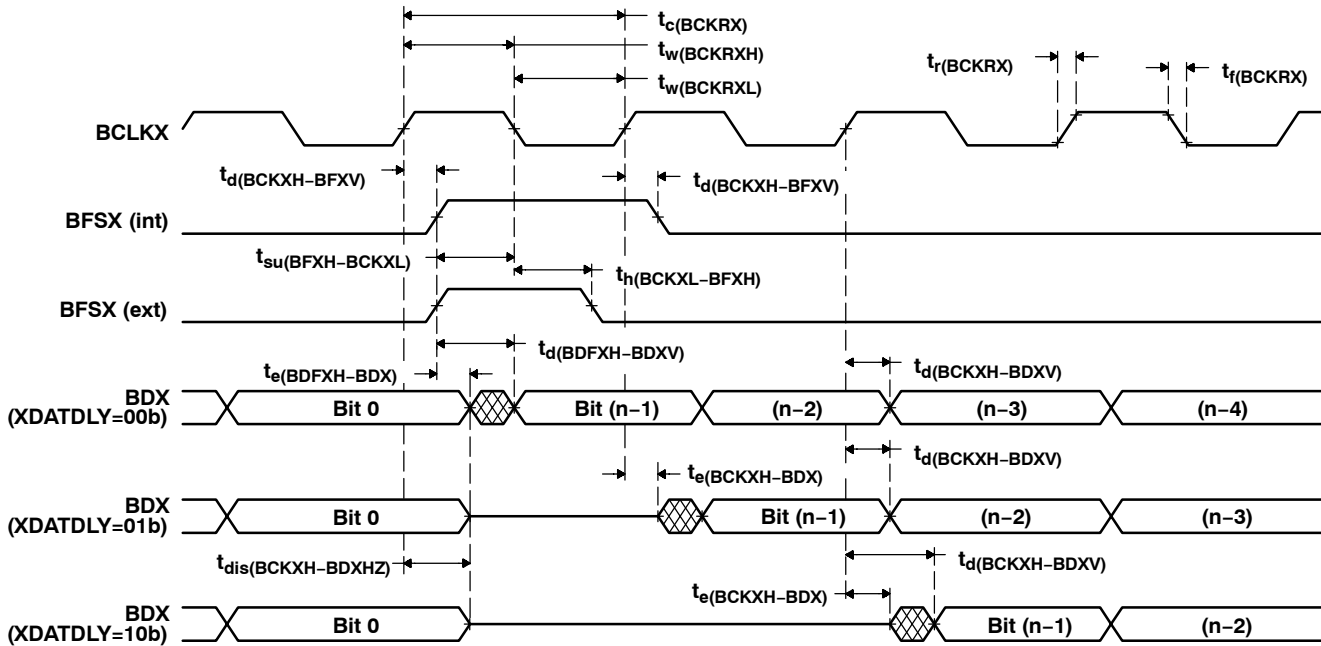 tc(BCKRX)
tw(BCKRXH)
tr(BCKRX)
tf(BCKRX)
tw(BCKRXL)
BCLKX
td(BCKXH−BFXV)
td(BCKXH−BFXV)
BFSX (int)
tsu(BFXH−BCKXL)
th(BCKXL−BFXH)
BFSX (ext)
td(BDFXH−BDXV)
te(BDFXH−BDX)
td(BCKXH−BDXV)
BDX
(XDATDLY=00b)
Bit 0
Bit (n−1)
(n−2)
(n−3)
(n−4)
td(BCKXH−BDXV)
te(BCKXH−BDX)
BDX
(XDATDLY=01b)
Bit 0
Bit (n−1)
(n−2)
(n−3)
tdis(BCKXH−BDXHZ)
td(BCKXH−BDXV)
te(BCKXH−BDX)
BDX
(XDATDLY=10b)
Bit 0
Bit (n−1)
(n−2)